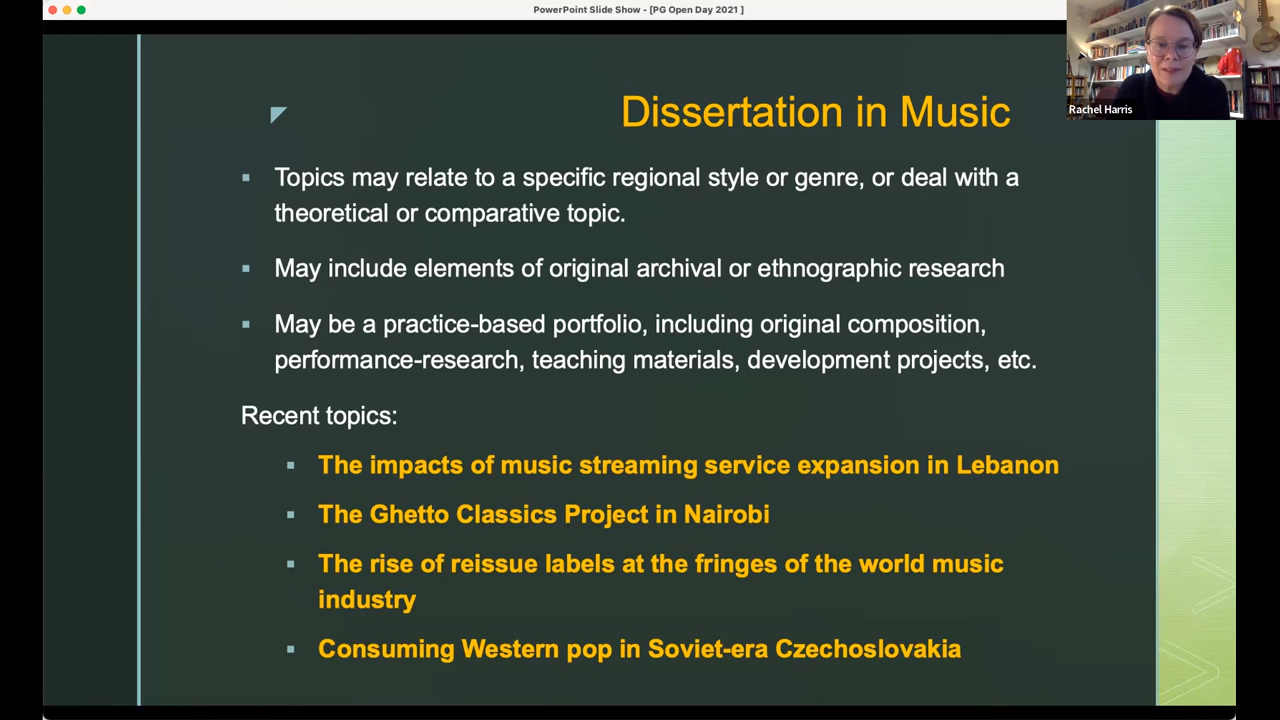 PowerPoint Slide Show - [PG Open Day 2021 ]
Rachel Harris
Dissertation in Music
Topics may relate to a specific regional style or genre, or deal with a
theoretical or comparative topic.
May include elements of original archival or ethnographic research
May be a practice-based portfolio, including original composition,
performance-research, teaching materials, development projects, etc.
Recent topics:
The impacts of music streaming service expansion in Lebanon
The Ghetto Classics Project in Nairobi
The rise of reissue labels at the fringes of the world music
industry
Consuming Western pop in Soviet-era Czechoslovakia